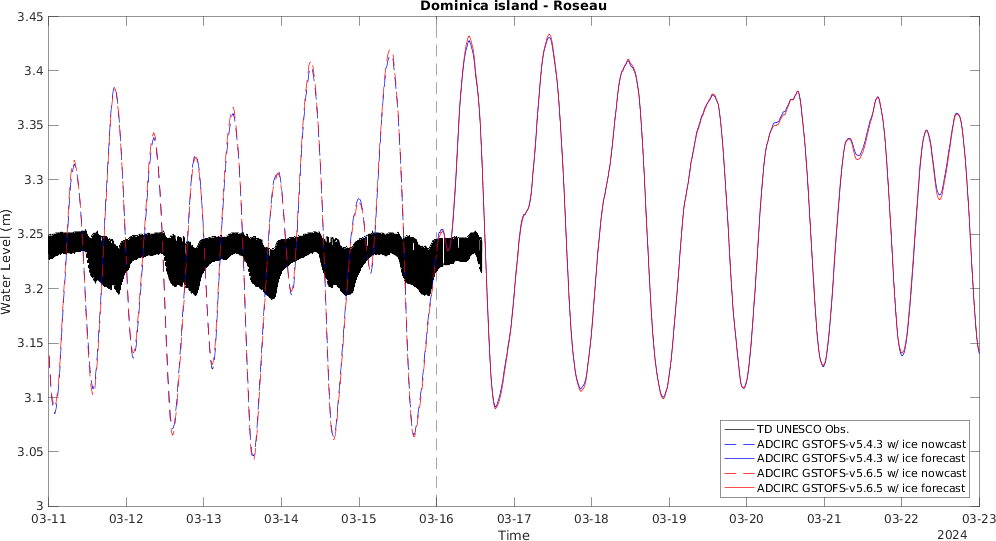 Dominica island - Roseau
3.45
3.4
3.35
3.3
3.25
3.2
3.15
3.1
3.05
3
Water Level (m)
TD UNESCO Obs.
ADCIRC GSTOFS-v5.4.3 w/ ice nowcast
ADCIRC GSTOFS-v5.4.3 w/ ice forecast
ADCIRC GSTOFS-v5.6.5 w/ ice nowcast
ADCIRC GSTOFS-v5.6.5 w/ ice forecast
03-11 03-12 03-13 03-14 03-15 03-16 03-17 03-18 03-19 03-20 03-21 03-22 03-23
Time
2024